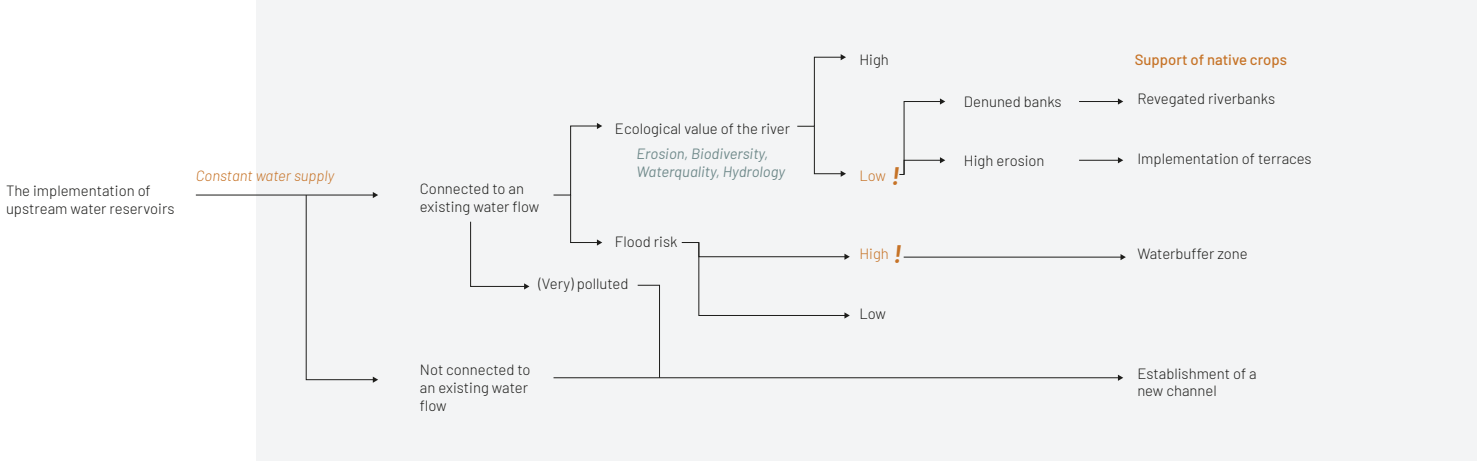 The implementation of
upstream water reservoirs
Constant water supply
Connected to an
existing water flow
Not connected to
an existing water
flow
(Very) polluted
Ecological value of the river
Erosion, Biodiversity,
Waterquality, Hydrology
Flood risk
High
Low !
High !
Low
Denuned banks
High erosion
Support of native crops
Revegated riverbanks
Implementation of terraces
Waterbuffer zone
Establishment of a
new channel